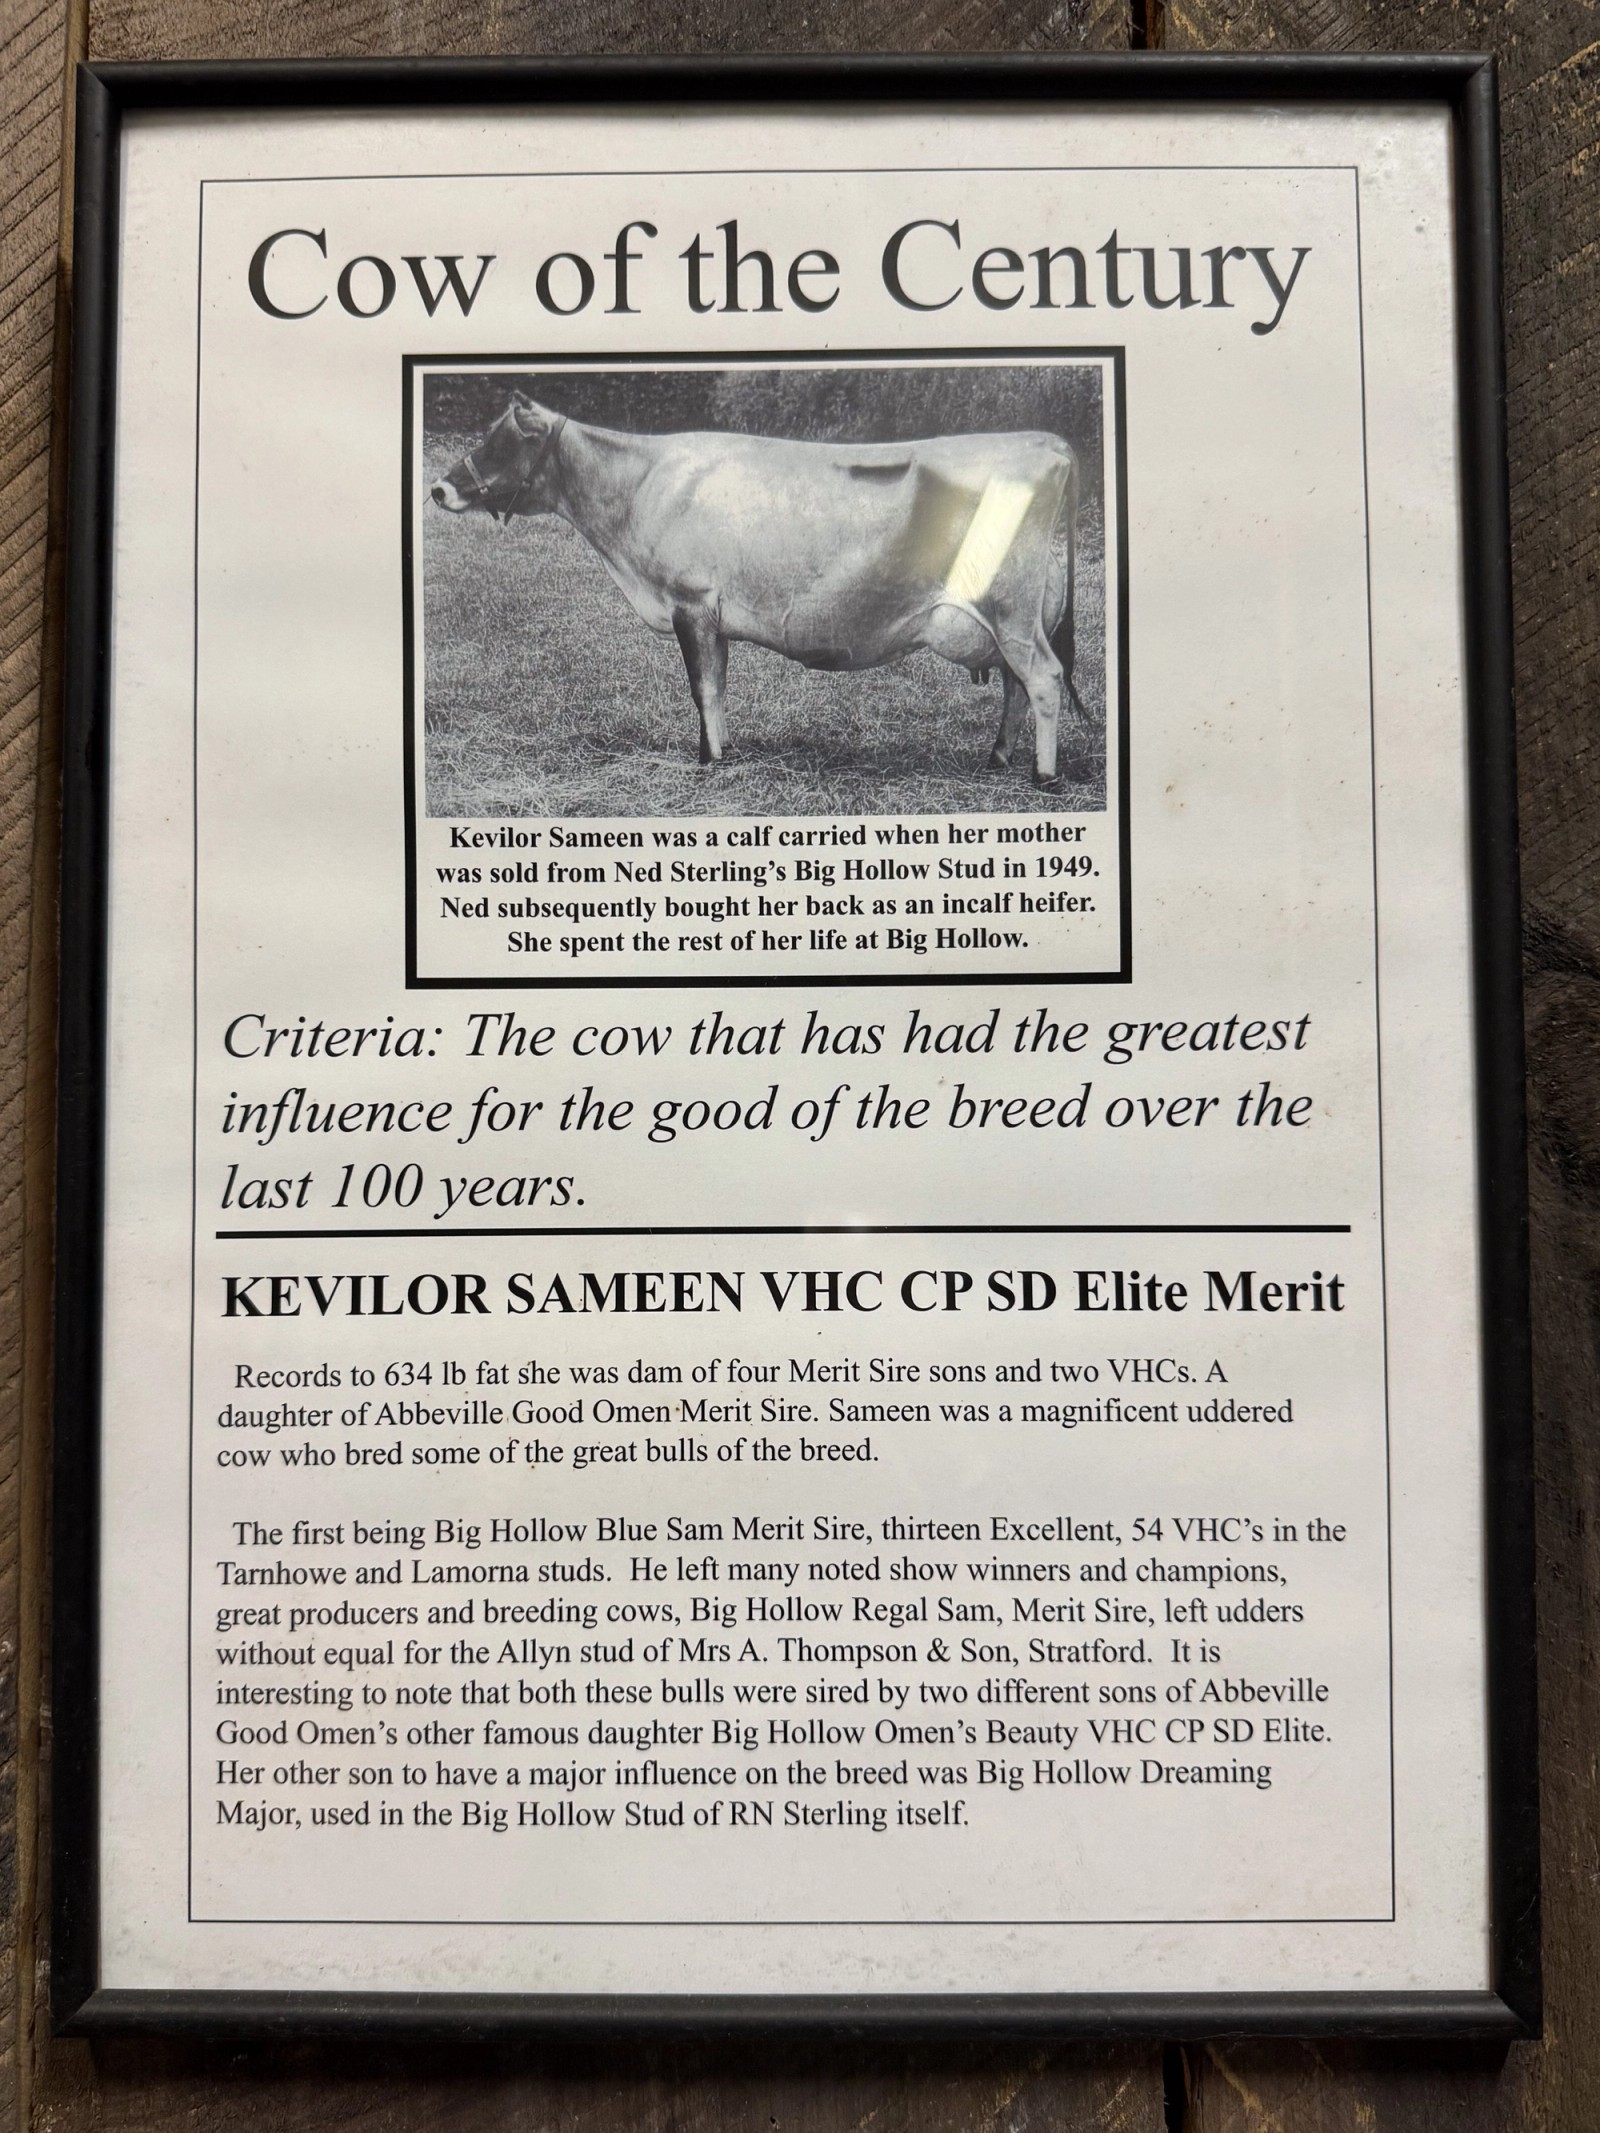 Cow of the Century
Kevilor Sameen was a calf carried when her mother
was sold from Ned Sterling’s Big Hollow Stud in 1949.
Ned subsequently bought her back as an incalf heifer.
She spent the rest of her life at Big Hollow.
Criteria: The cow that has had the greatest
influence for the good of the breed over the
last 100 years.
KEVILOR SAMEEN VHC CP SD Elite Merit
Records to 634 lb fat she was dam of four Merit Sire sons and two VHCs. A
daughter of Abbeville Good Omen Merit Sire. Sameen was a magnificent uddered
cow who bred some of the great bulls of the breed.
The first being Big Hollow Blue Sam Merit Sire, thirteen Excellent, 54 VHC’s in the
Tarnhowe and Lamorna studs. He left many noted show winners and champions,
great producers and breeding cows, Big Hollow Regal Sam, Merit Sire, left udders
without equal for the Allyn stud of Mrs A. Thompson & Son, Stratford. It is
interesting to note that both these bulls were sired by two different sons of Abbeville
Good Omen’s other famous daughter Big Hollow Omen’s Beauty VHC CP SD Elite.
Her other son to have a major influence on the breed was Big Hollow Dreaming
Major, used in the Big Hollow Stud of RN Sterling itself.